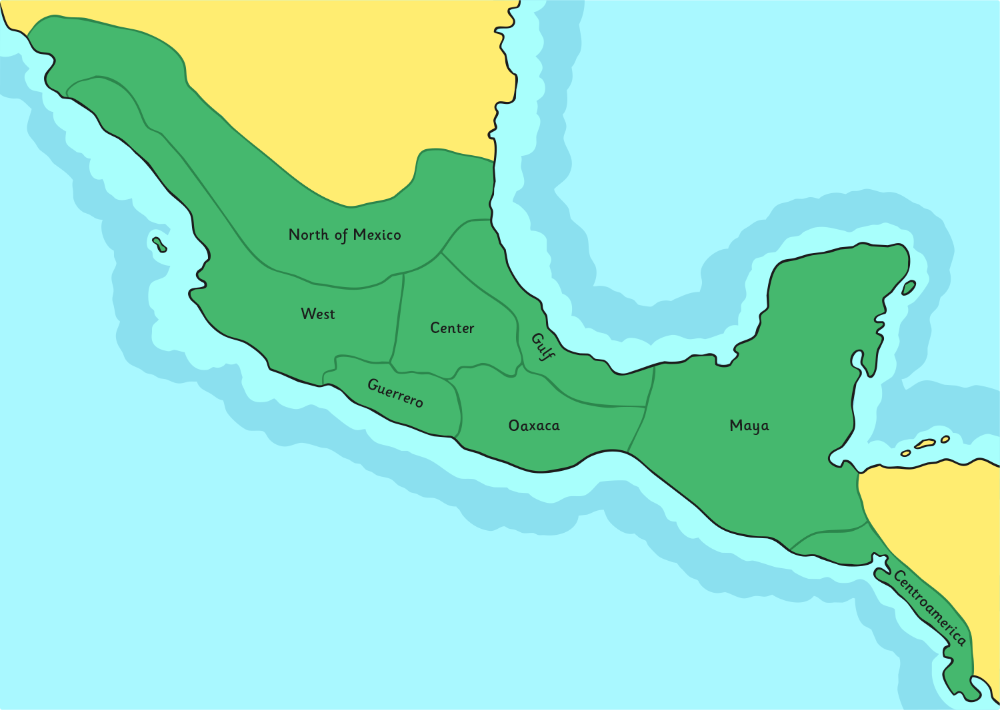 North of Mexico
West
Center
Gulf
Guerrero
Oaxaca
Maya
Centroamerica